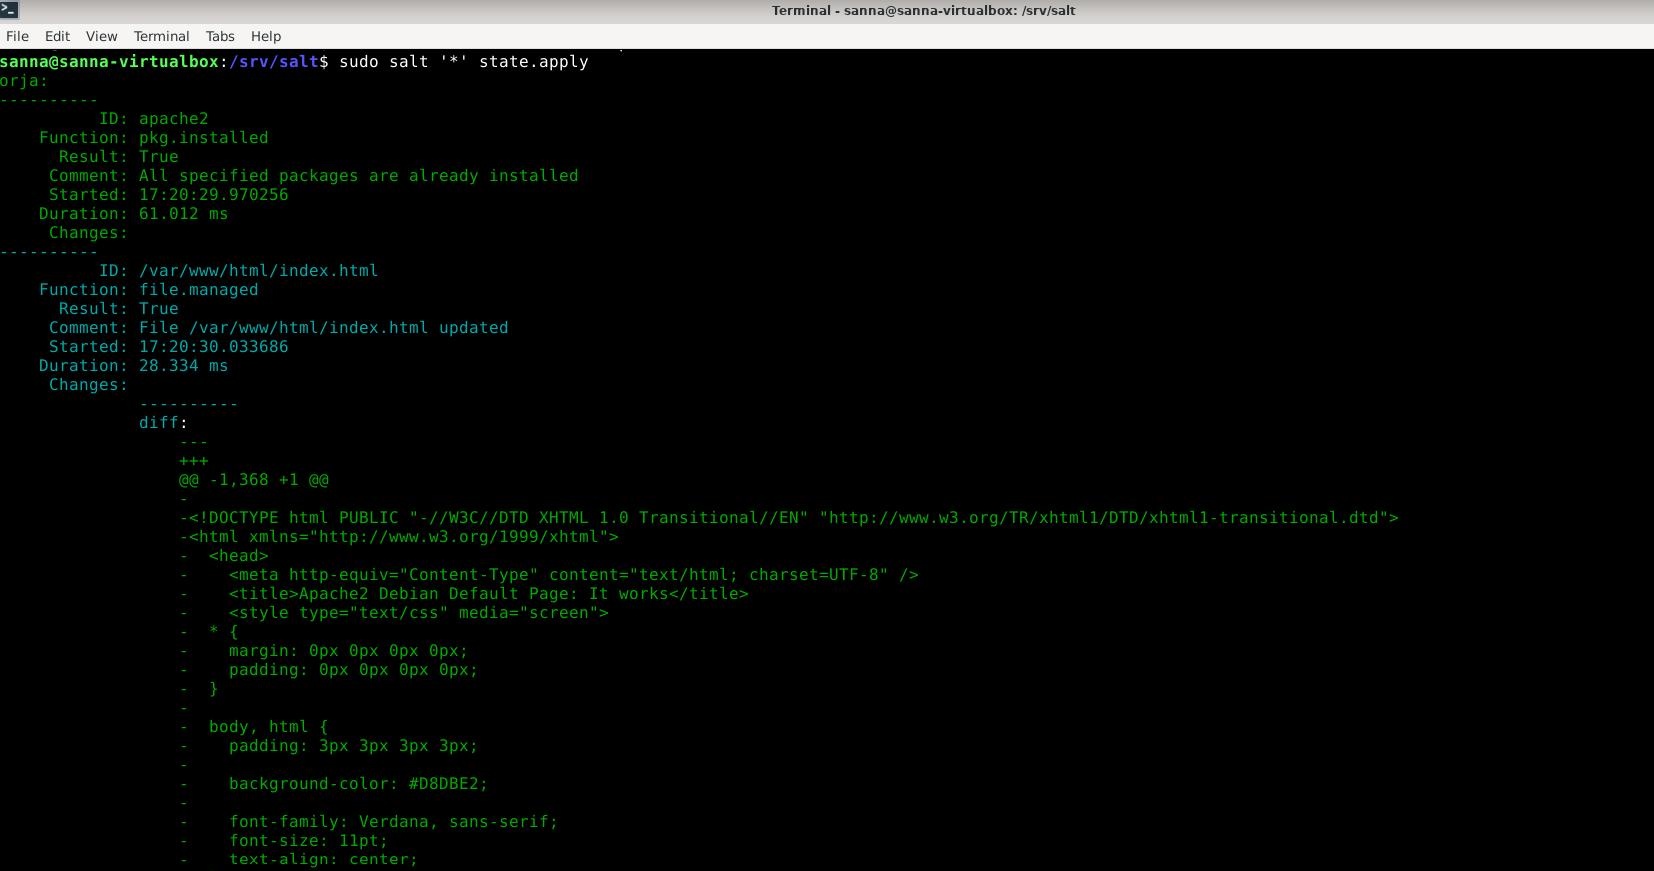 Terminal - sanna@sanna-virtualbox: /srv/salt
File Edit View Terminal Tabs Help
sanna@sanna-virtualbox:/srv/salt$ sudo salt '*' state.apply
orja:
----------
          ID: apache2
    Function: pkg.installed
      Result: True
     Comment: All specified packages are already installed
     Started: 17:20:29.970256
    Duration: 61.012 ms
     Changes:
----------
          ID: /var/www/html/index.html
    Function: file.managed
      Result: True
     Comment: File /var/www/html/index.html updated
     Started: 17:20:30.033686
    Duration: 28.334 ms
     Changes:
              ----------
              diff:
                  ---
                  +++
                  @@ -1,368 +1 @@
                  -
                  -<!DOCTYPE html PUBLIC "-//W3C//DTD XHTML 1.0 Transitional//EN" "http://www.w3.org/TR/xhtml1/DTD/xhtml1-transitional.dtd">
                  -<html xmlns="http://www.w3.org/1999/xhtml">
                  -  <head>
                  -    <meta http-equiv="Content-Type" content="text/html; charset=UTF-8" />
                  -    <title>Apache2 Debian Default Page: It works</title>
                  -    <style type="text/css" media="screen">
                  -  * {
                  -    margin: 0px 0px 0px 0px;
                  -    padding: 0px 0px 0px 0px;
                  -  }
                  -
                  -  body, html {
                  -    padding: 3px 3px 3px 3px;
                  -
                  -    background-color: #D8DBE2;
                  -
                  -    font-family: Verdana, sans-serif;
                  -    font-size: 11pt;
                  -    text-align: center;